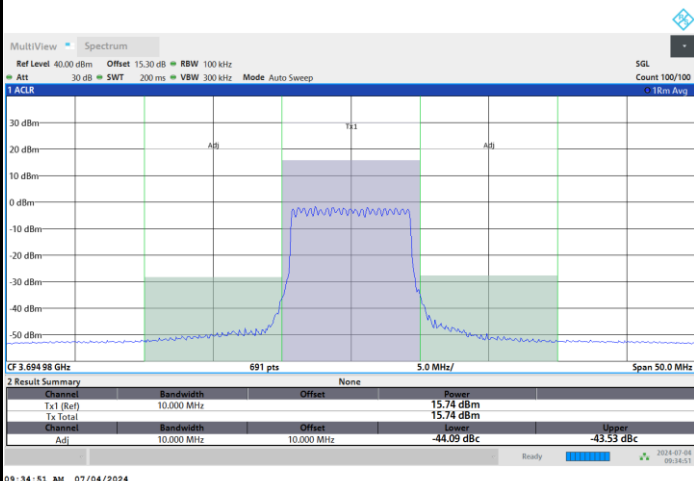 MultiView Spectrum
Ref Level 40.00 dBm Offset 15.30 dB RBW 100 kHz SGL
Att 30 dB SWT 200 ms VBW 300 kHz Mode Auto Sweep Count 100/100
1 ACLR 1Rm Avg
30 dBm
Tx1
20 dBm
Adj Adj
10 dBm
0 dBm
-10 dBm
-20 dBm
-30 dBm
-40 dBm
-50 dBm
CF 3.694 98 GHz 691 pts 5.0 MHz/ Span 50.0 MHz
2 Result Summary None
Channel Bandwidth Offset Power
Tx1 (Ref) 10.000 MHz 15.74 dBm
Tx Total 15.74 dBm
Channel Bandwidth Offset Lower Upper
Adj 10.000 MHz 10.000 MHz -44.09 dBc -43.53 dBc
Ready 2024-07-04
09:34:51
09:34:51 AM 07/04/2024